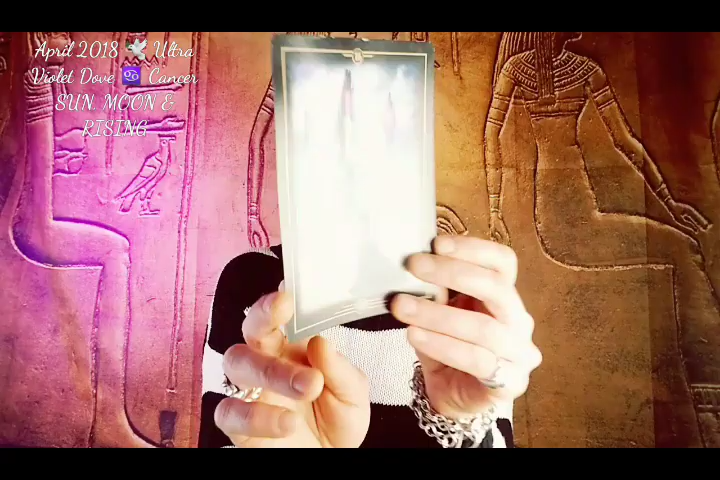 April 2018 🕊 Ultra
Violet Dove ♋ Cancer
SUN, MOON &
RISING